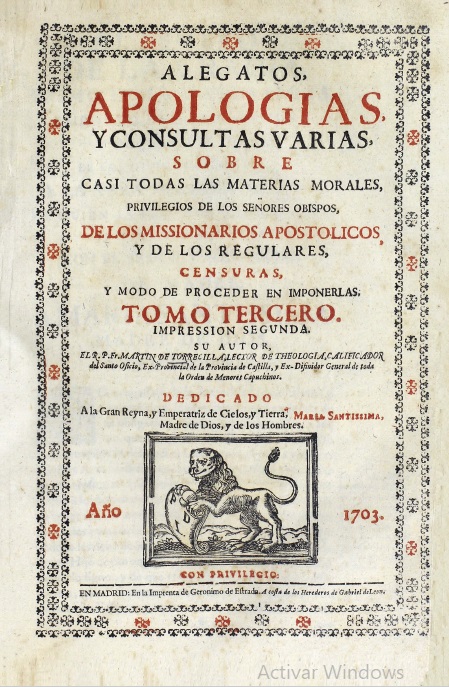 ALEGATOS,
APOLOGIAS,
Y CONSULTAS VARIAS,
SOBRE
CASI TODAS LAS MATERIAS MORALES,
PRIVILEGIOS DE LOS SEÑORES OBISPOS,
DE LOS MISSIONARIOS APOSTOLICOS,
Y DE LOS REGULARES,
CENSURAS,
Y MODO DE PROCEDER EN IMPONERLAS.
TOMO TERCERO.
IMPRESSION SEGUNDA.
SU AUTOR,
EL R. P. Fr. MARTIN DE TORRECILLA, LECTOR DE THEOLOGIA, CALIFICADOR
del Santo Oficio, Ex-Provincial de la Provincia de Castilla, y Ex-Difinidor General de toda
la Orden de Menores Capuchinos.
DEDICADO
A la Gran Reyna, y Emperatriz de Cielos, y Tierra, MARIA SANTISSIMA,
Madre de Dios, y de los Hombres.
Año 1703.
CON PRIVILEGIO:
EN MADRID: En la Imprenta de Geronimo de Estrada. A costa de los Herederos de Gabriel de Leon.
Activar Windows